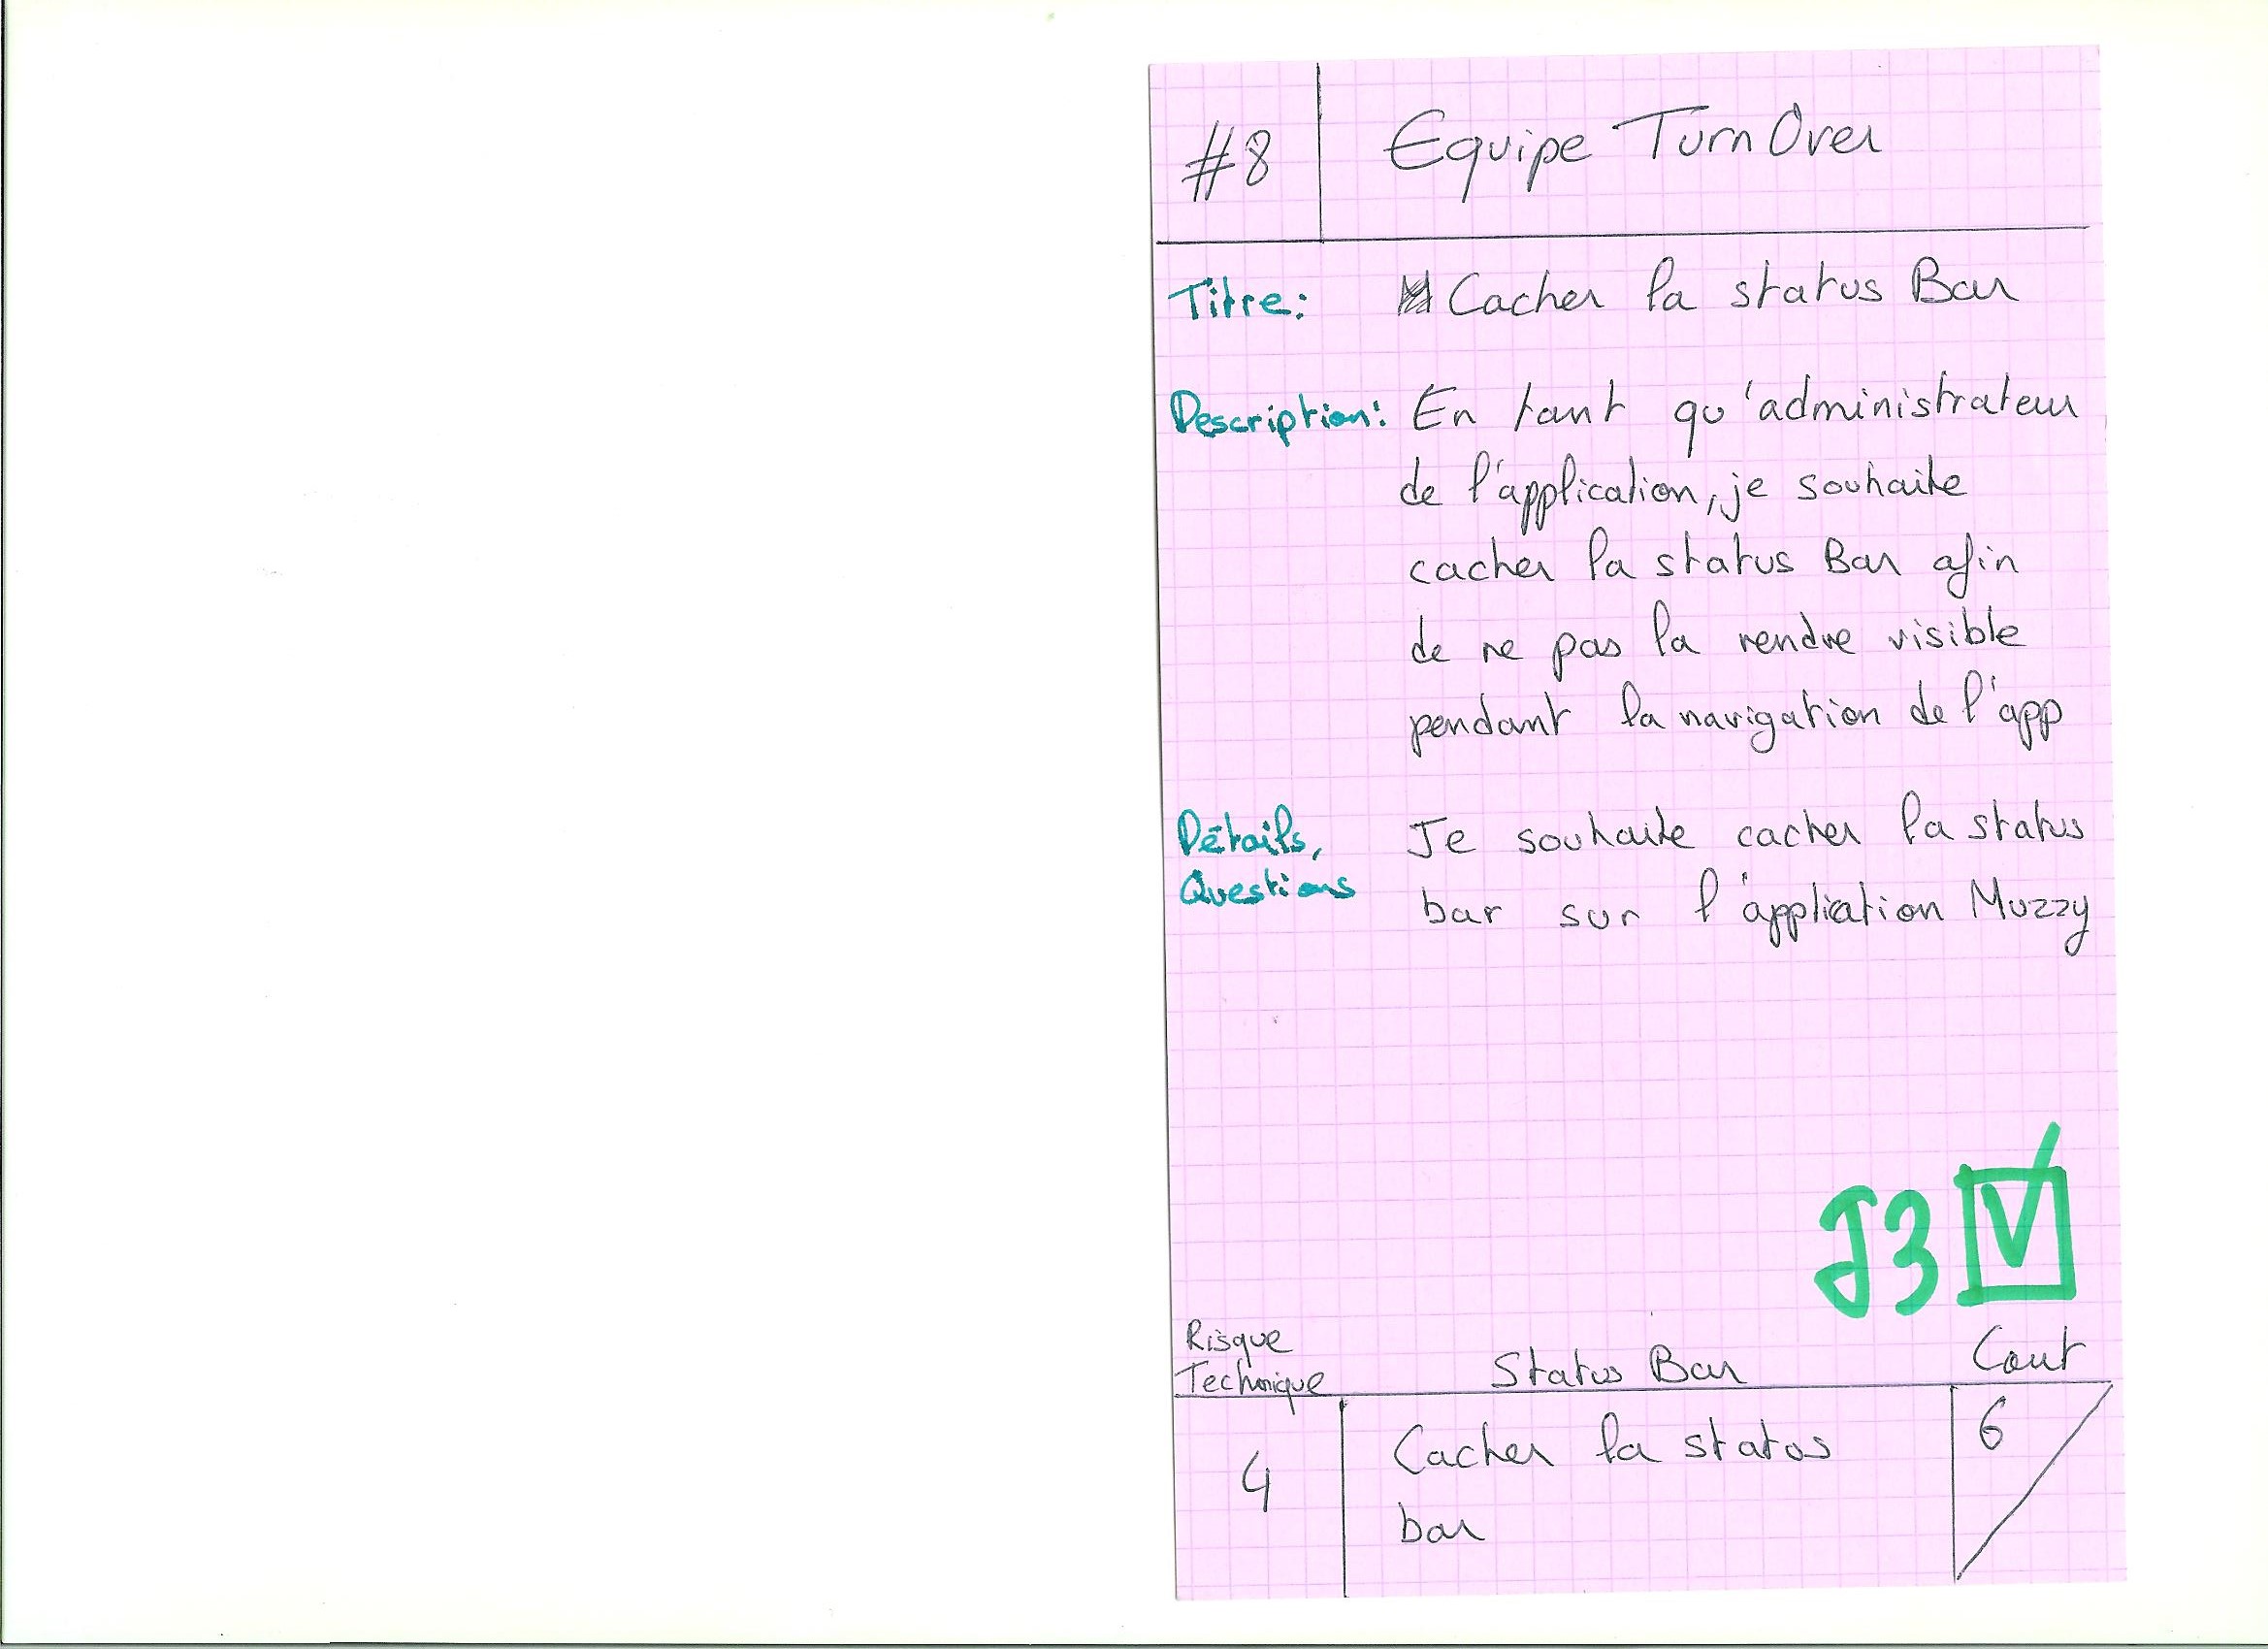 #8 Equipe TurnOver
Titre: Cacher la status Bar
Description: En tant qu'administrateur
de l'application, je souhaite
cacher la status Bar afin
de ne pas la rendre visible
pendant la navigation de l'app
Détails, Je souhaite cacher la status
Questions bar sur l'appliation Muzzy
J3
Risque
Technique Status Bar Cout
4 Cacher la status 6
bar